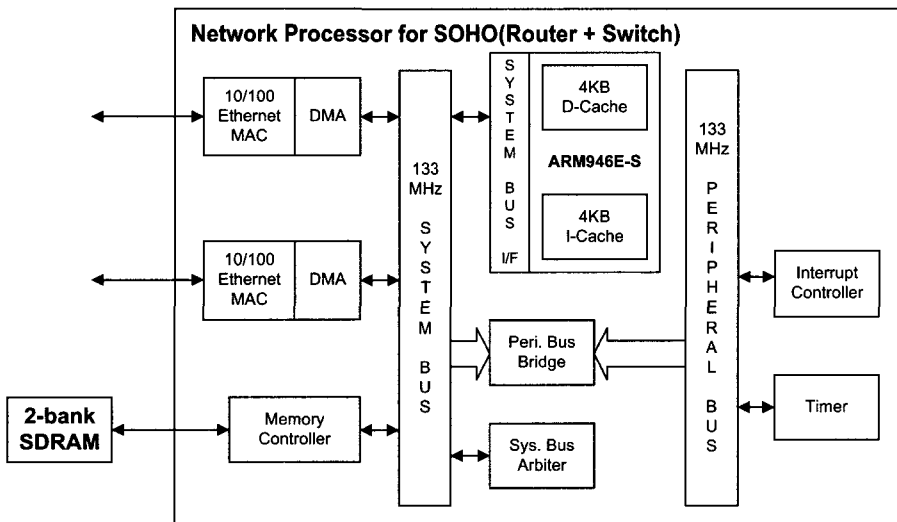 Network Processor for SOHO(Router + Switch)
10/100
Ethernet
MAC
DMA
10/100
Ethernet
MAC
DMA
2-bank
SDRAM
Memory
Controller
133
MHz
SYSTEM BUS
SYSTEM BUS I/F
4KB
D-Cache
ARM946E-S
4KB
I-Cache
Peri. Bus
Bridge
Sys. Bus
Arbiter
133
MHz
PERIPHERAL BUS
Interrupt
Controller
Timer